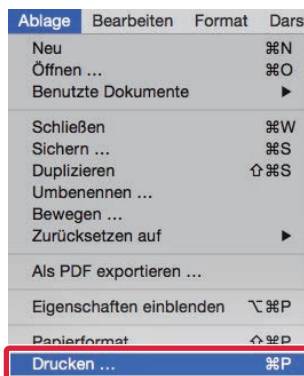 Ablage Bearbeiten Format Dars
Neu ⌘N
Öffnen ... ⌘O
Benutzte Dokumente ▶
Schließen ⌘W
Sichern ... ⌘S
Duplizieren ⇧⌘S
Umbenennen ...
Bewegen ...
Zurücksetzen auf ▶
Als PDF exportieren ...
Eigenschaften einblenden ⌥⌘P
Papierformat ⇧⌘P
Drucken ... ⌘P